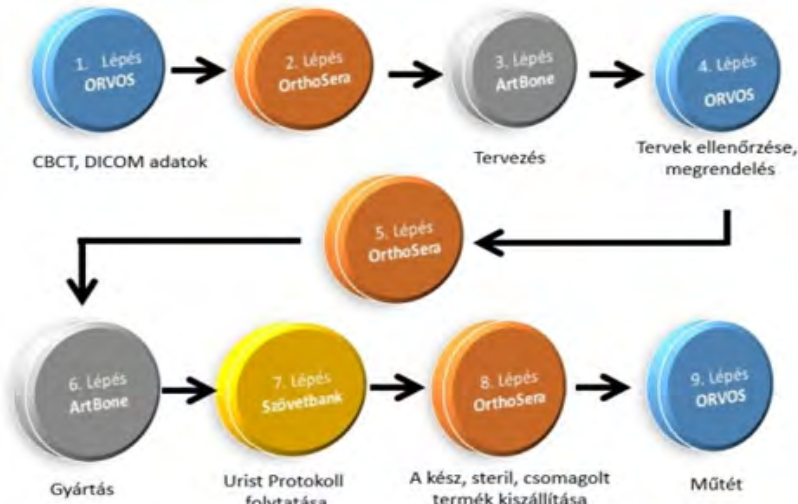 1. Lépés
ORVOS
2. Lépés
OrthoSera
3. Lépés
ArtBone
4. Lépés
ORVOS
CBCT, DICOM adatok
Tervezés
Tervek ellenőrzése,
megrendelés
5. Lépés
OrthoSera
6. Lépés
ArtBone
7. Lépés
Szövetbank
8. Lépés
OrthoSera
9. Lépés
ORVOS
Gyártás
Urist Protokoll
folytatása
A kész, steril, csomagolt
termék kiszállítása
Műtét